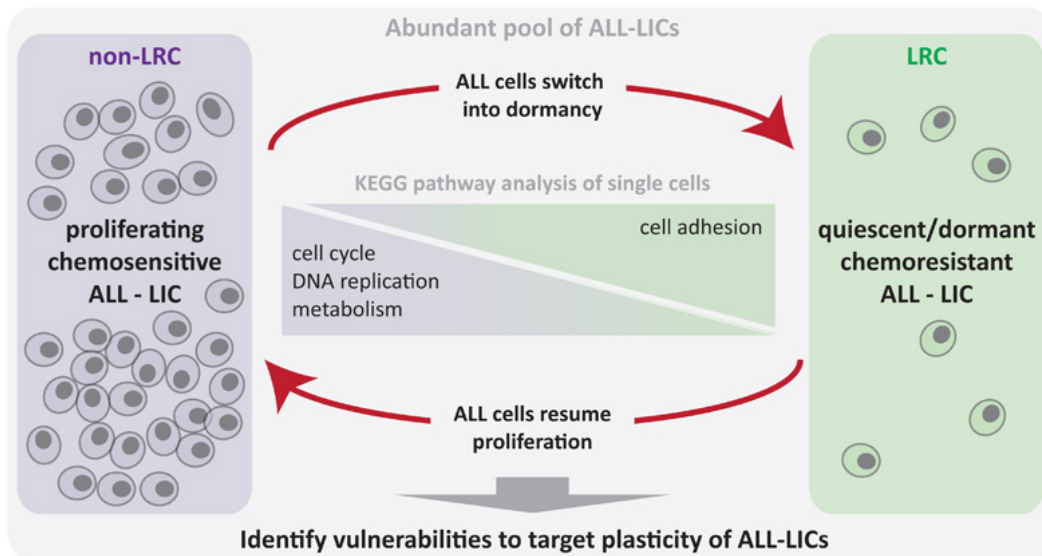 Abundant pool of ALL-LICs
non-LRC
LRC
ALL cells switch
into dormancy
KEGG pathway analysis of single cells
cell adhesion
cell cycle
DNA replication
metabolism
proliferating
chemosensitive
ALL - LIC
quiescent/dormant
chemoresistant
ALL - LIC
ALL cells resume
proliferation
Identify vulnerabilities to target plasticity of ALL-LICs